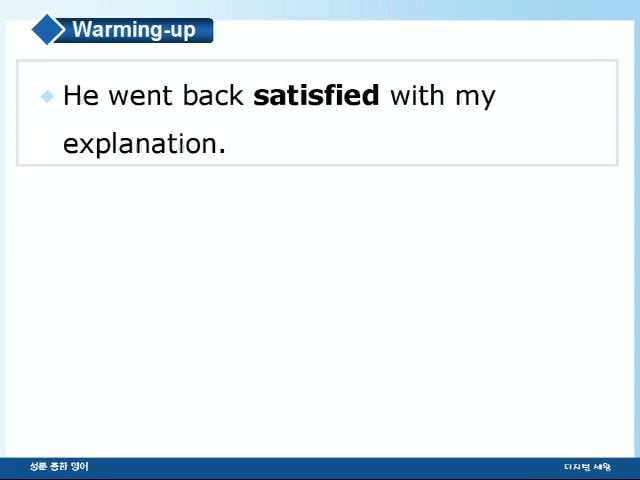 Warming-up
He went back satisfied with my
explanation.
성문 종합 영어
디지털 세왕